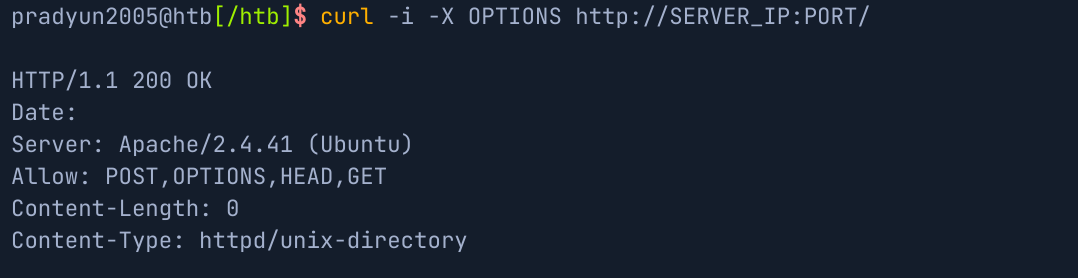 pradyun2005@htb[/htb]$ curl -i -X OPTIONS http://SERVER_IP:PORT/
HTTP/1.1 200 OK
Date:
Server: Apache/2.4.41 (Ubuntu)
Allow: POST,OPTIONS,HEAD,GET
Content-Length: 0
Content-Type: httpd/unix-directory